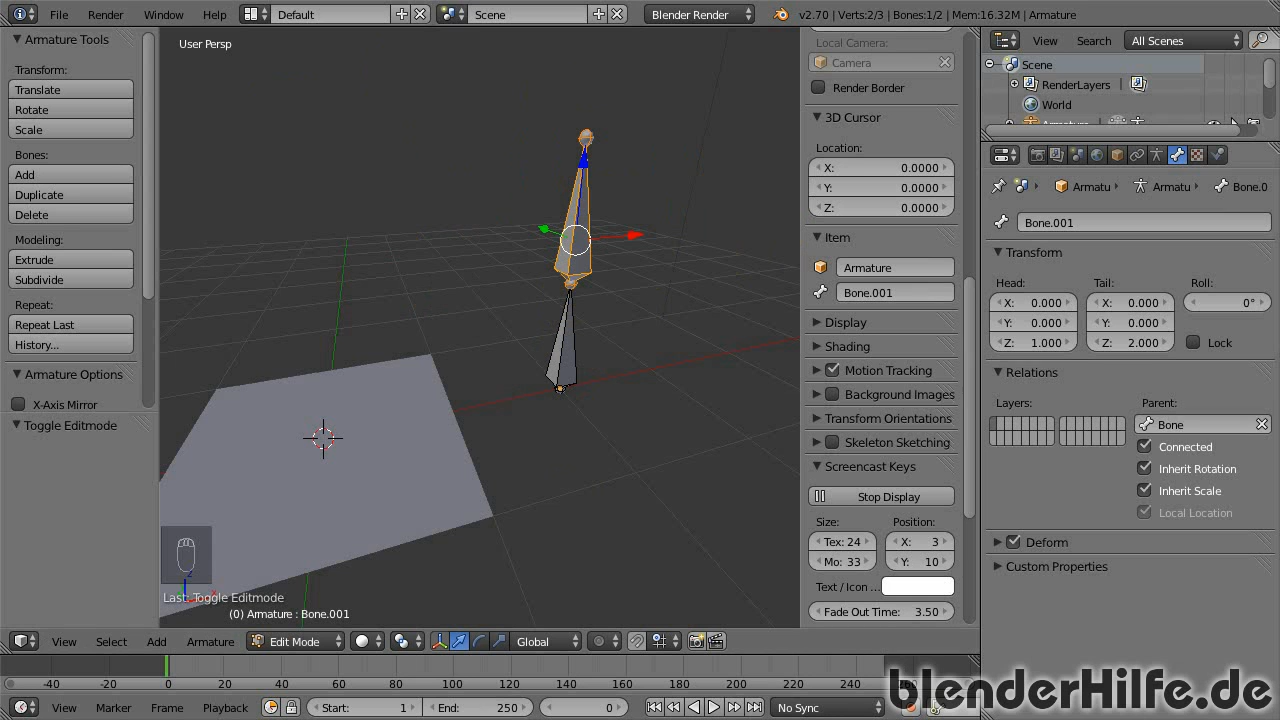 File Render Window Help Default Scene Blender Render v2.70 | Verts:2/3 | Bones:1/2 | Mem:16.32M | Armature
Armature Tools
Transform:
Translate
Rotate
Scale
Bones:
Add
Duplicate
Delete
Modeling:
Extrude
Subdivide
Repeat:
Repeat Last
History...
Armature Options
X-Axis Mirror
Toggle Editmode
User Persp
Z
Last: Toggle Editmode
(0) Armature : Bone.001
Local Camera:
Camera
Render Border
3D Cursor
Location:
X: 0.0000
Y: 0.0000
Z: 0.0000
Item
Armature
Bone.001
Display
Shading
Motion Tracking
Background Images
Transform Orientations
Skeleton Sketching
Screencast Keys
Stop Display
Size: Position:
Tex: 24 X: 3
Mo: 33 Y: 10
Text / Icon ...
Fade Out Time: 3.50
View Search All Scenes
Scene
RenderLayers
World
Armatu Armatu Bone.0
Bone.001
Transform
Head: Tail: Roll:
X: 0.000 X: 0.000 0°
Y: 0.000 Y: 0.000
Z: 1.000 Z: 2.000 Lock
Relations
Layers: Parent:
Bone
Connected
Inherit Rotation
Inherit Scale
Local Location
Deform
Custom Properties
View Select Add Armature Edit Mode Global
-40 -20 0 20 40 60 80 100 120 140 160 180 200 220 240 260
View Marker Frame Playback Start: 1 End: 250 0 No Sync
blenderHilfe.de